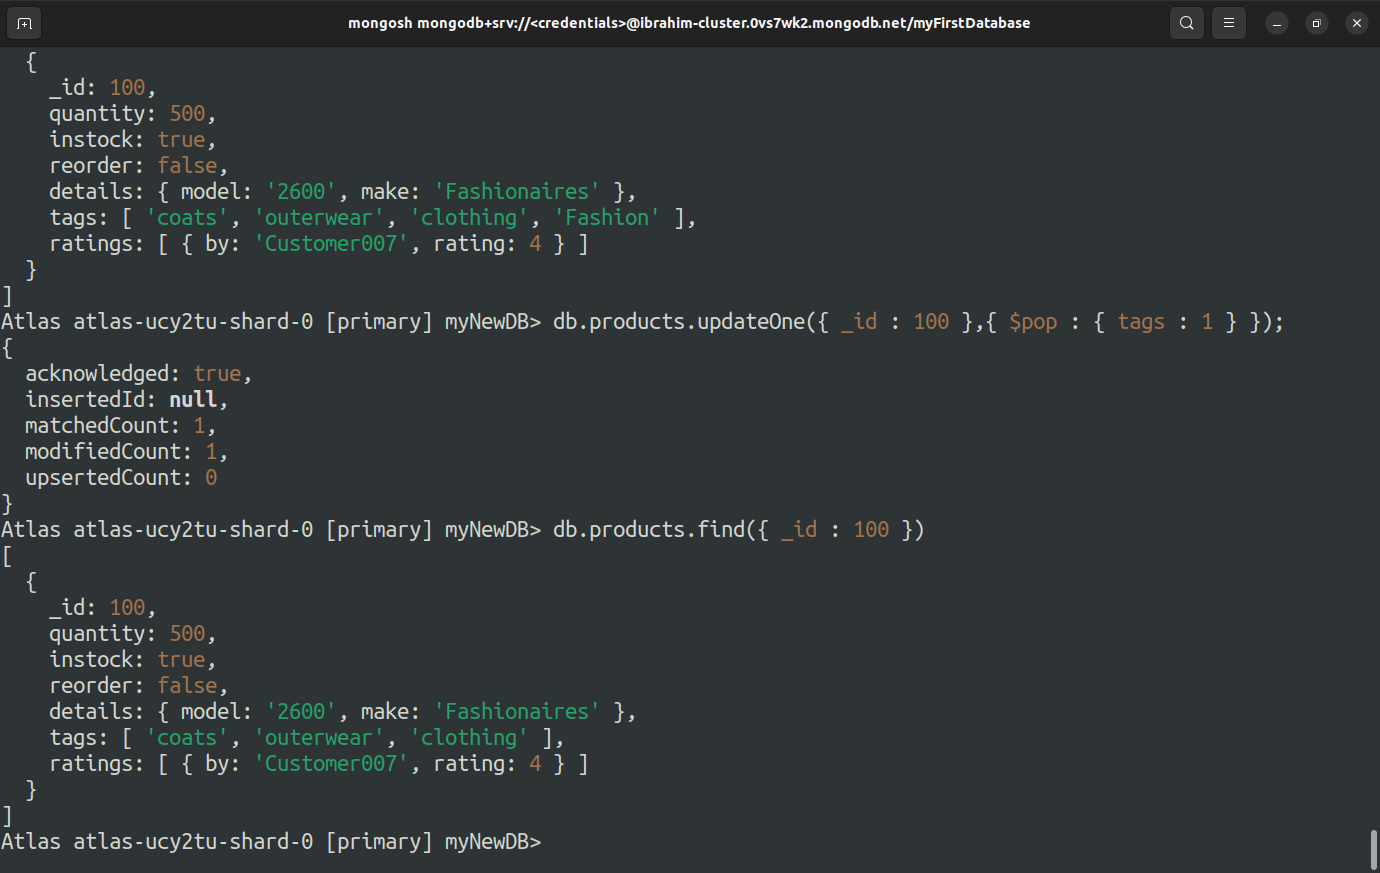 mongosh mongodb+srv://<credentials>@ibrahim-cluster.0vs7wk2.mongodb.net/myFirstDatabase
  {
    _id: 100,
    quantity: 500,
    instock: true,
    reorder: false,
    details: { model: '2600', make: 'Fashionaires' },
    tags: [ 'coats', 'outerwear', 'clothing', 'Fashion' ],
    ratings: [ { by: 'Customer007', rating: 4 } ]
  }
]
Atlas atlas-ucy2tu-shard-0 [primary] myNewDB> db.products.updateOne({ _id : 100 },{ $pop : { tags : 1 } });
{
  acknowledged: true,
  insertedId: null,
  matchedCount: 1,
  modifiedCount: 1,
  upsertedCount: 0
}
Atlas atlas-ucy2tu-shard-0 [primary] myNewDB> db.products.find({ _id : 100 })
[
  {
    _id: 100,
    quantity: 500,
    instock: true,
    reorder: false,
    details: { model: '2600', make: 'Fashionaires' },
    tags: [ 'coats', 'outerwear', 'clothing' ],
    ratings: [ { by: 'Customer007', rating: 4 } ]
  }
]
Atlas atlas-ucy2tu-shard-0 [primary] myNewDB>